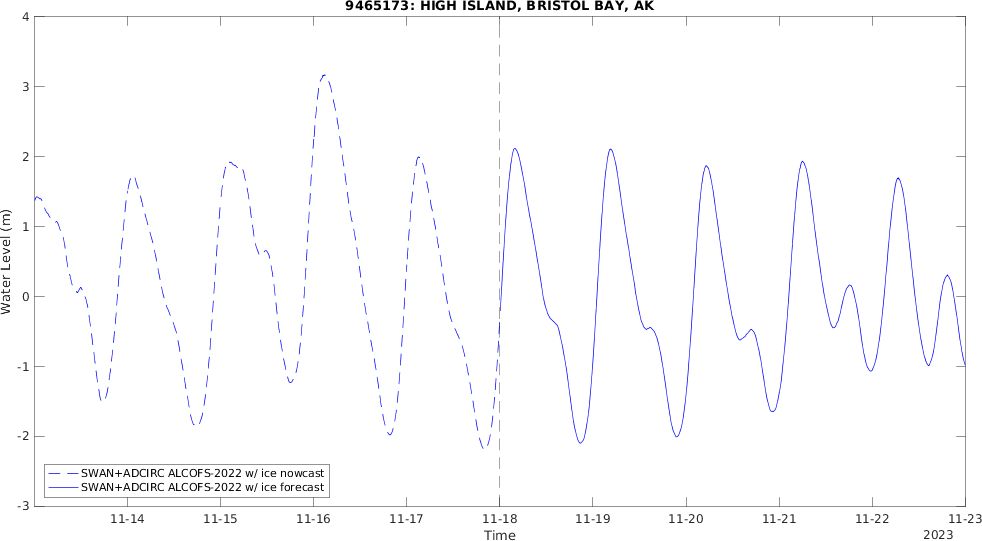 9465173: HIGH ISLAND, BRISTOL BAY, AK
4
3
2
1
0
-1
-2
-3
Water Level (m)
SWAN+ADCIRC ALCOFS-2022 w/ ice nowcast
SWAN+ADCIRC ALCOFS-2022 w/ ice forecast
11-14 11-15 11-16 11-17 11-18 11-19 11-20 11-21 11-22 11-23
Time
2023